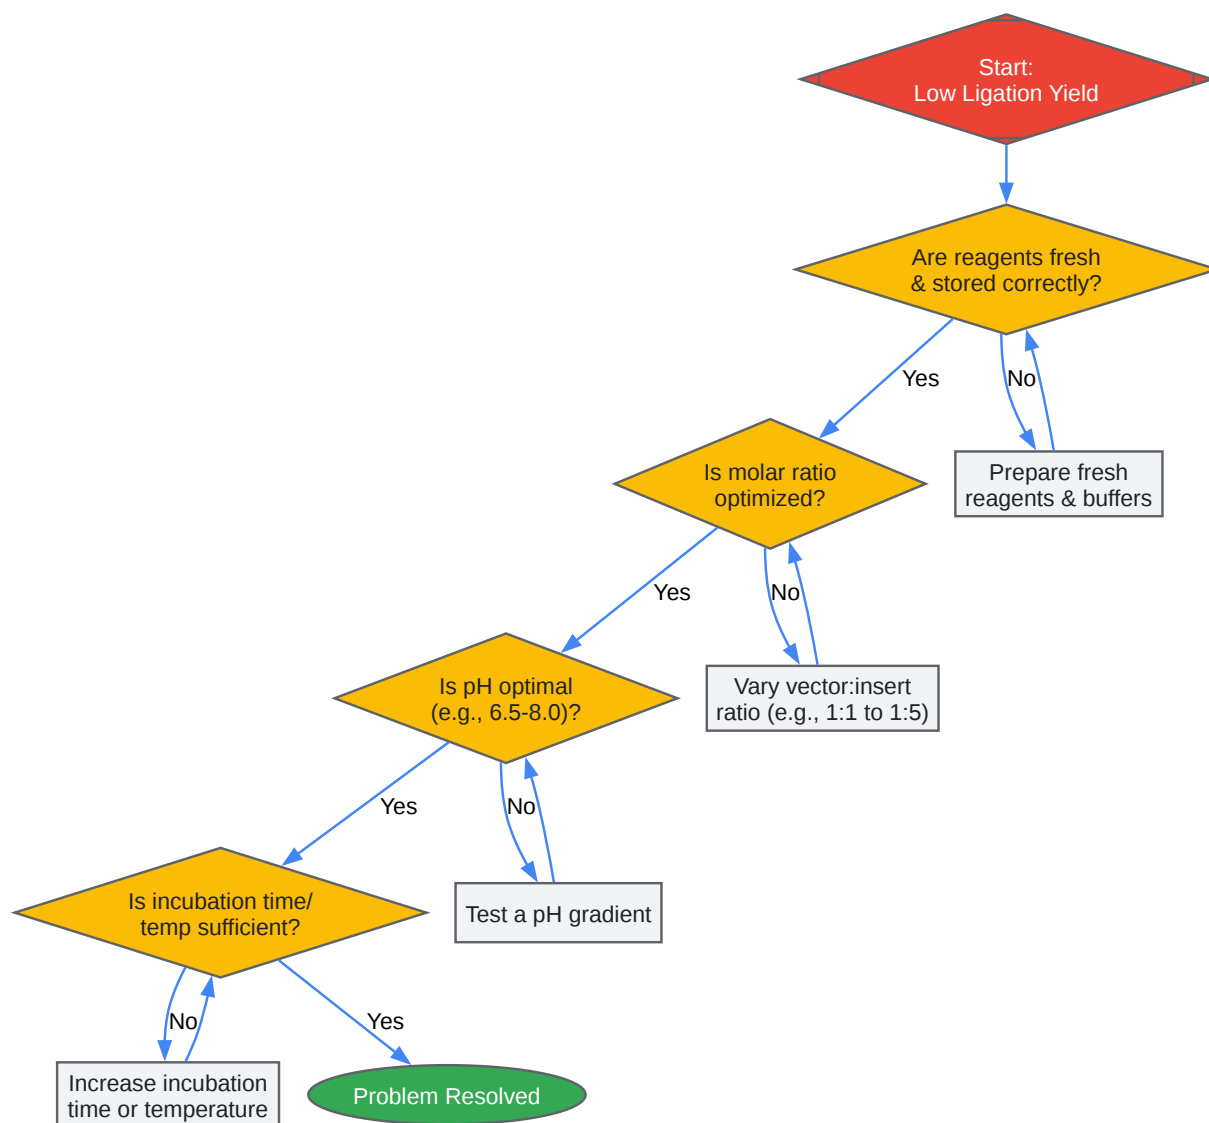 Start:
Low Ligation Yield
Are reagents fresh
& stored correctly?
Yes
No
Prepare fresh
reagents & buffers
Is molar ratio
optimized?
Yes
No
Vary vector:insert
ratio (e.g., 1:1 to 1:5)
Is pH optimal
(e.g., 6.5-8.0)?
Yes
No
Test a pH gradient
Is incubation time/
temp sufficient?
No
Yes
Increase incubation
time or temperature
Problem Resolved